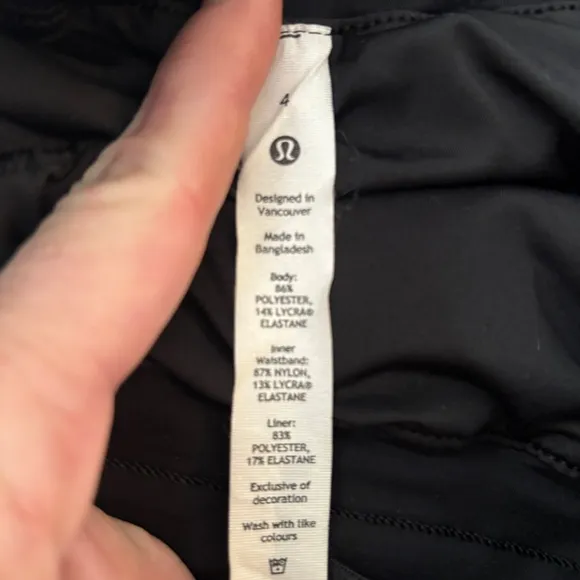 4
Designed in
Vancouver
Made in
Bangladesh
Body:
86%
POLYESTER,
14% LYCRA®
ELASTANE
Inner
Waistband:
87% NYLON,
13% LYCRA®
ELASTANE
Liner:
83%
POLYESTER,
17% ELASTANE
Exclusive of
decoration
Wash with like
colours